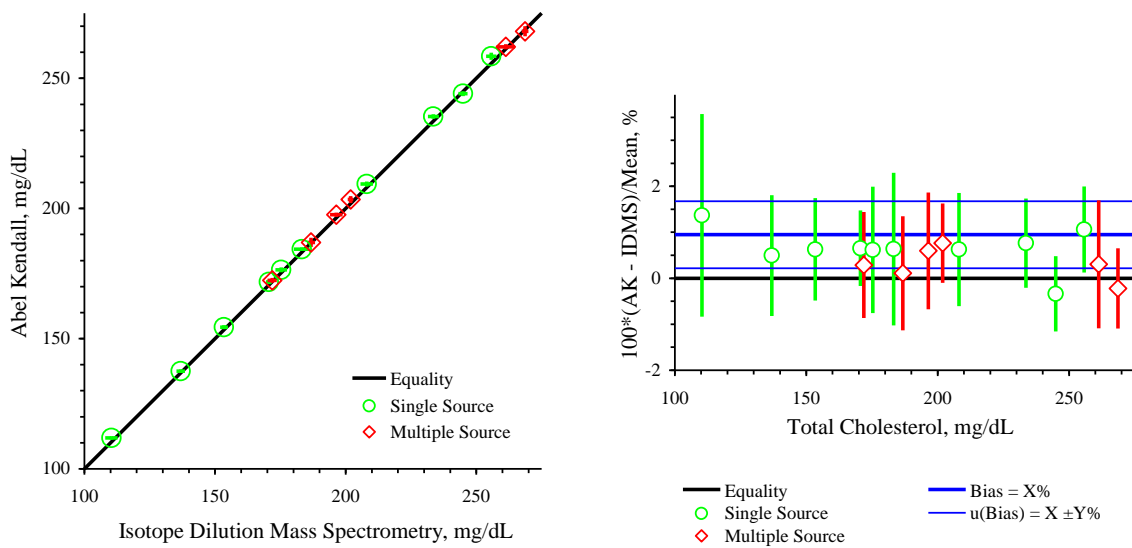 Abel Kendall, mg/dL
250
200
150
100
100
150
200
250
Isotope Dilution Mass Spectrometry, mg/dL
Equality
Single Source
Multiple Source
100*(AK - IDMS)/Mean, %
2
0
-2
100
150
200
250
Total Cholesterol, mg/dL
Equality
Single Source
Multiple Source
Bias = X%
u(Bias) = X ±Y%